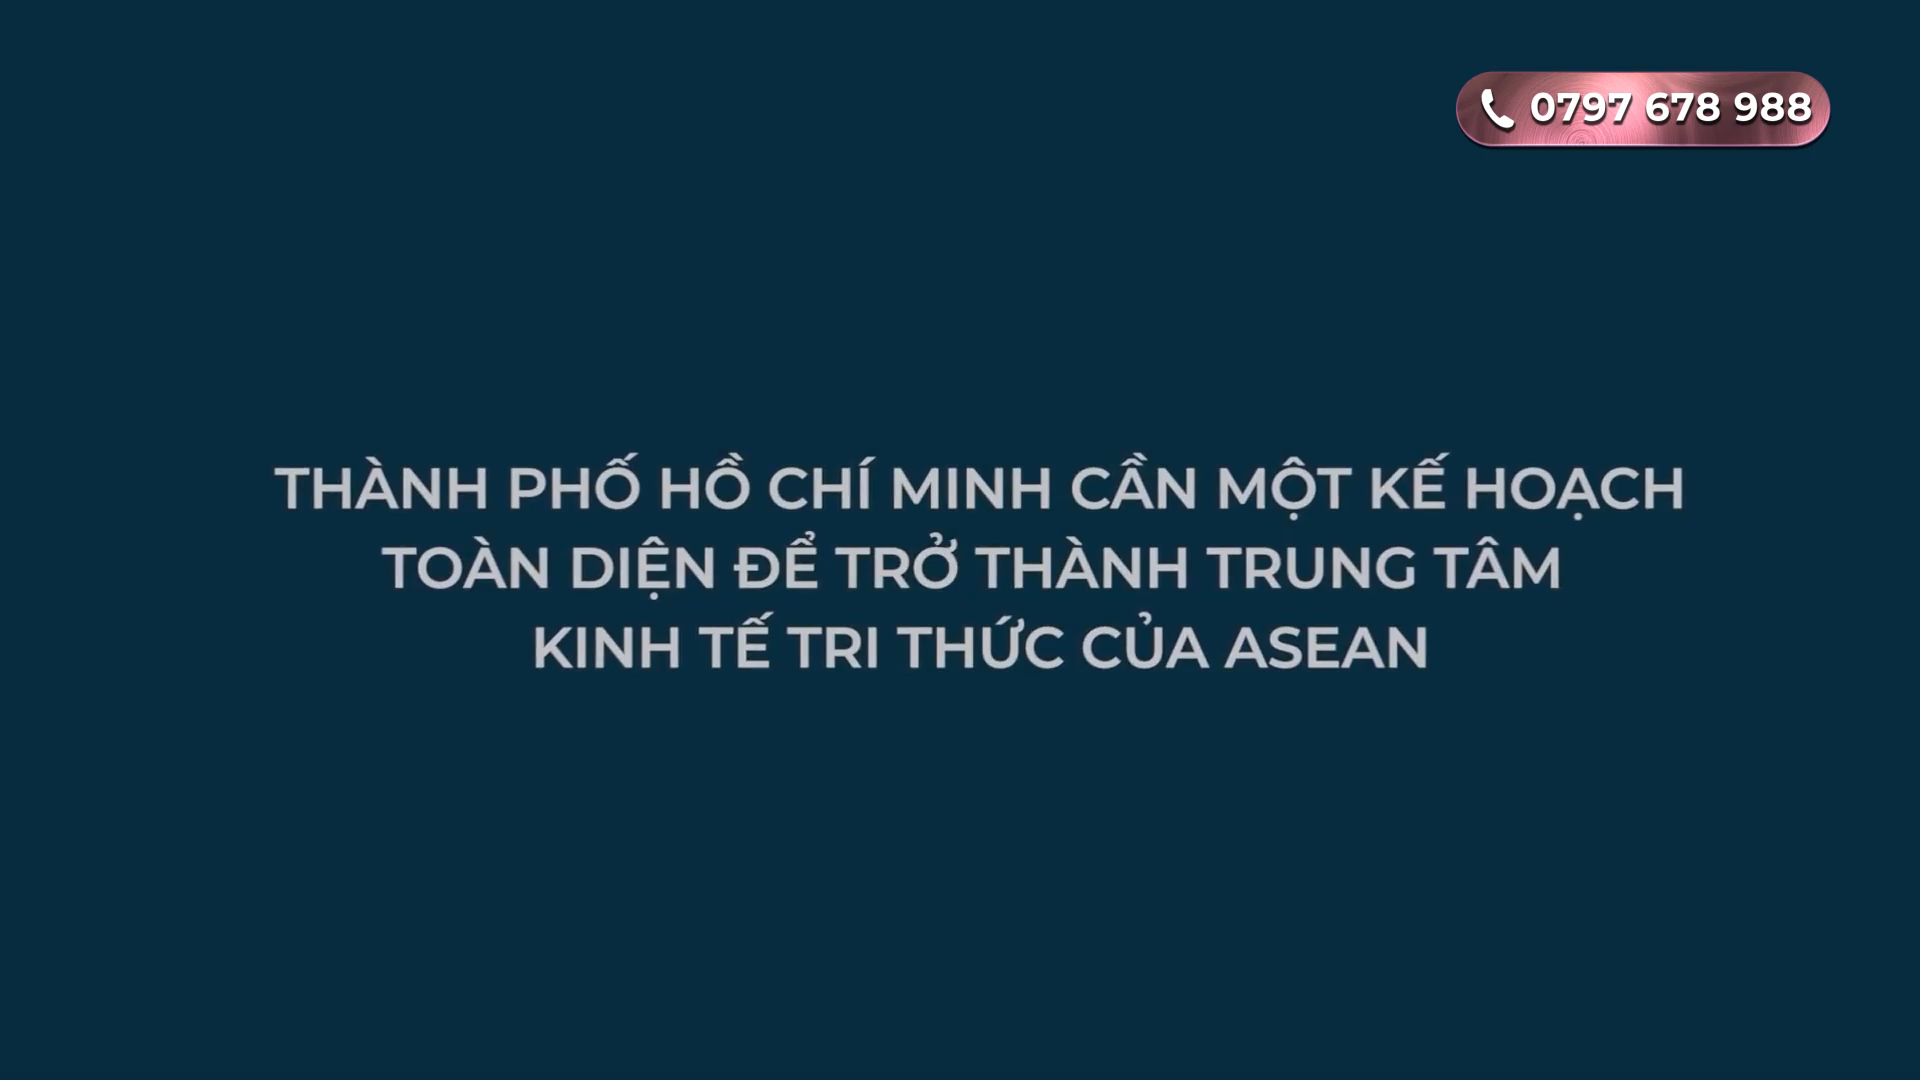 0797 678 988
THÀNH PHỐ HỒ CHÍ MINH CẦN MỘT KẾ HOẠCH
TOÀN DIỆN ĐỂ TRỞ THÀNH TRUNG TÂM
KINH TẾ TRI THỨC CỦA ASEAN